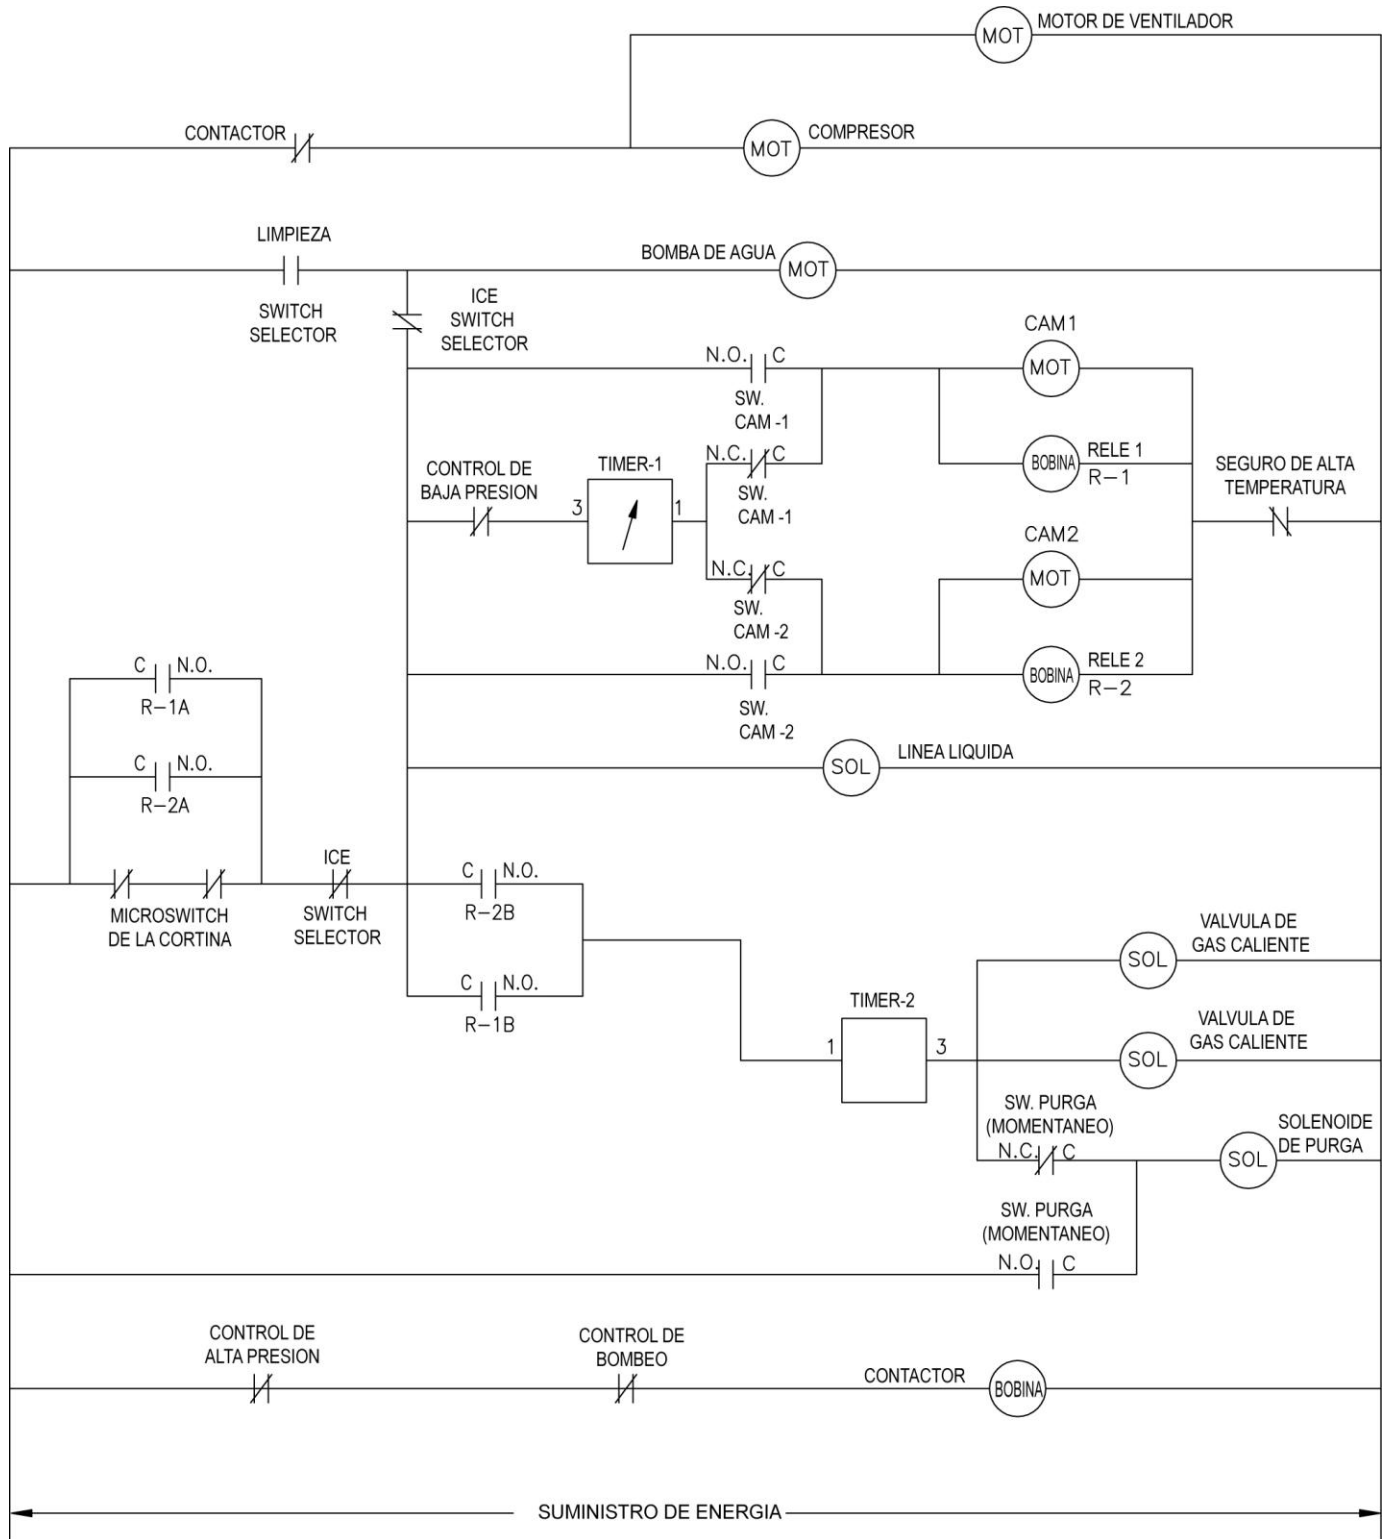 MOT
MOTOR DE VENTILADOR
CONTACTOR
MOT
COMPRESOR
LIMPIEZA
SWITCH
SELECTOR
BOMBA DE AGUA
MOT
ICE
SWITCH
SELECTOR
CAM1
MOT
N.O.
C
SW.
CAM -1
CONTROL DE
BAJA PRESION
TIMER-1
3
1
N.C.
C
SW.
CAM -1
BOBINA
RELE 1
R-1
SEGURO DE ALTA
TEMPERATURA
CAM2
MOT
N.C.
C
SW.
CAM -2
N.O.
C
SW.
CAM -2
BOBINA
RELE 2
R-2
C
N.O.
R-1A
C
N.O.
R-2A
SOL
LINEA LIQUIDA
MICROSWITCH
DE LA CORTINA
ICE
SWITCH
SELECTOR
C
N.O.
R-2B
C
N.O.
R-1B
TIMER-2
1
3
VALVULA DE
GAS CALIENTE
SOL
VALVULA DE
GAS CALIENTE
SOL
SW. PURGA
(MOMENTANEO)
N.C.
C
SOL
SOLENOIDE
DE PURGA
SW. PURGA
(MOMENTANEO)
N.O.
C
CONTROL DE
ALTA PRESION
CONTROL DE
BOMBEO
CONTACTOR
BOBINA
SUMINISTRO DE ENERGIA